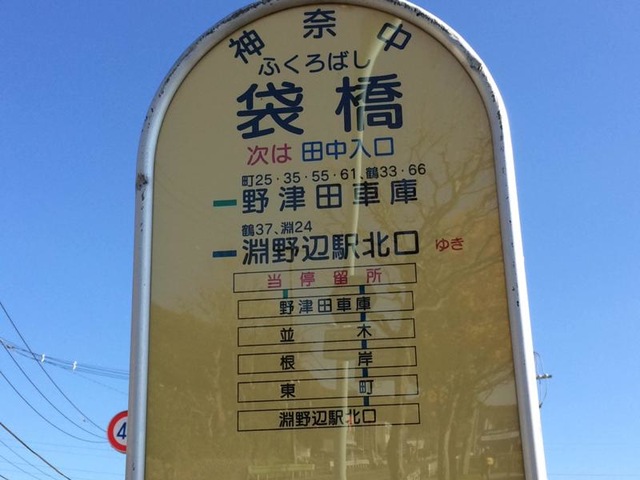 神奈中
ふくろばし
袋橋
次は 田中入口
町25・35・55・61、鶴33・66
野津田車庫
鶴37、淵24
淵野辺駅北口 ゆき
当停留所
野津田車庫
並木
根岸
東町
淵野辺駅北口
4